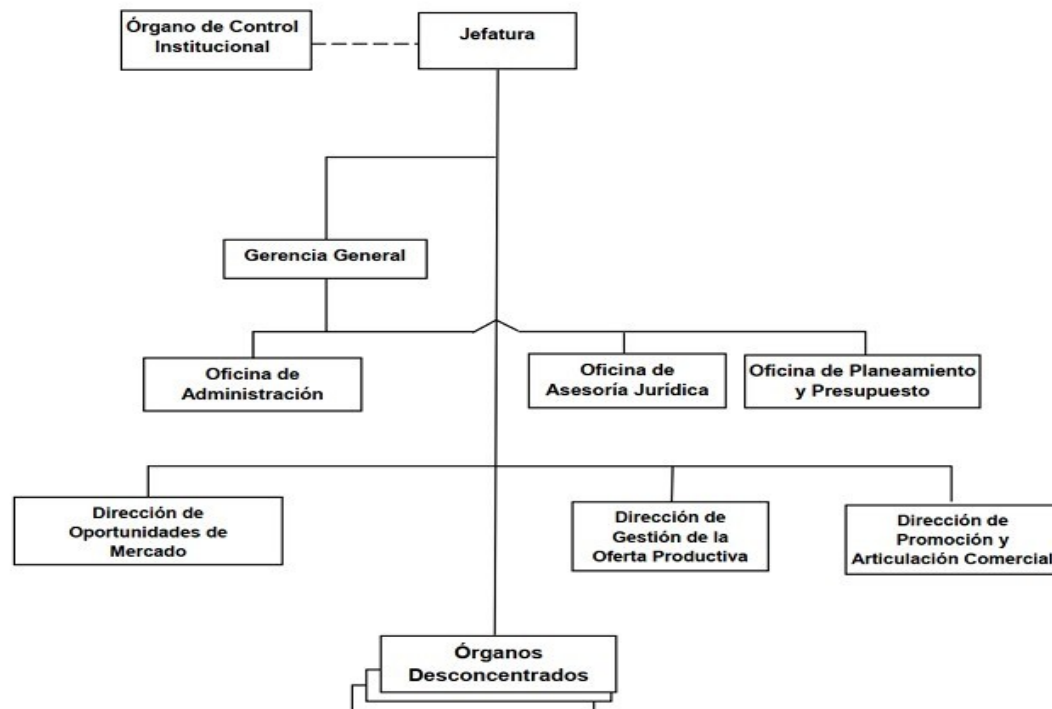 Órgano de Control
Institucional
Jefatura
Gerencia General
Oficina de
Administración
Oficina de
Asesoría Jurídica
Oficina de Planeamiento
y Presupuesto
Dirección de
Oportunidades de
Mercado
Dirección de
Gestión de la
Oferta Productiva
Dirección de
Promoción y
Articulación Comercial
Órganos
Desconcentrados